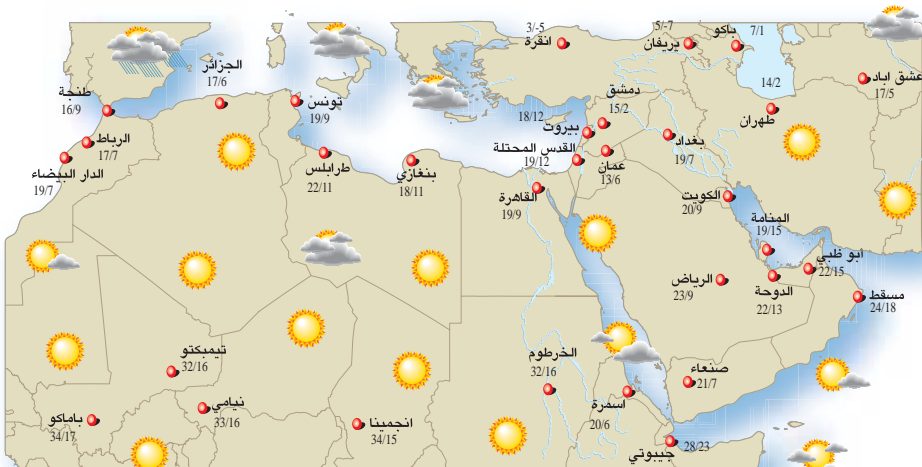 انقرة
3/-5
يريفان
5/-7
باكو
7/1
عشق اباد
17/5
طهران
14/2
الجزائر
17/6
تونس
19/9
طنجة
16/9
الرباط
17/7
الدار البيضاء
19/7
طرابلس
22/11
بنغازي
18/11
دمشق
15/2
بيروت
18/12
القدس المحتلة
19/12
عمان
13/6
بغداد
19/7
القاهرة
19/9
الكويت
20/9
المنامة
19/15
ابو ظبي
22/15
الدوحة
22/13
الرياض
23/9
مسقط
24/18
صنعاء
21/7
الخرطوم
32/16
اسمرة
20/6
جيبوتي
28/23
تيمبكتو
32/16
نيامي
33/16
باماكو
34/17
انجمينا
34/15